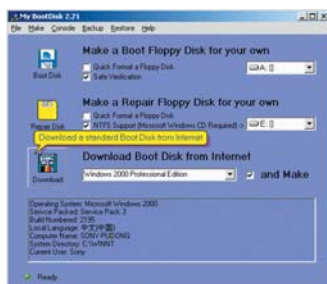 My BootDisk 2.21
File Make Console Backup Restore Help
Make a Boot Floppy Disk for your own
Quick Format a Floppy Disk
Safe Verification
A: []
Boot Disk
Make a Repair Floppy Disk for your own
Quick Format a Floppy Disk
NTFS Support (Microsoft Windows CD Required) ->
E: []
Repair Disk
Download a standard Boot Disk from Internet
Download Boot Disk from Internet
Windows 2000 Professional Edition
and Make
Download
Operating System: Microsoft Windows 2000
Service Packed: Service Pack 3
Build Numbered: 2195
Local Language: 中文(中国)
Computer Name: SONY-PUDONG
System Directory: C:\WINNT
Current User: Sony
Ready.